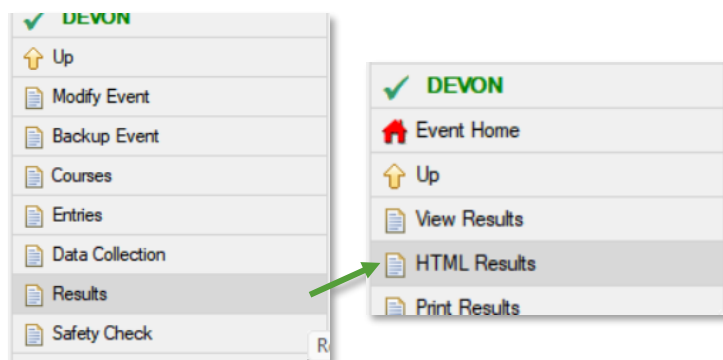 DEVON
Up
Modify Event
Backup Event
Courses
Entries
Data Collection
Results
Safety Check
DEVON
Event Home
Up
View Results
HTML Results
Print Results